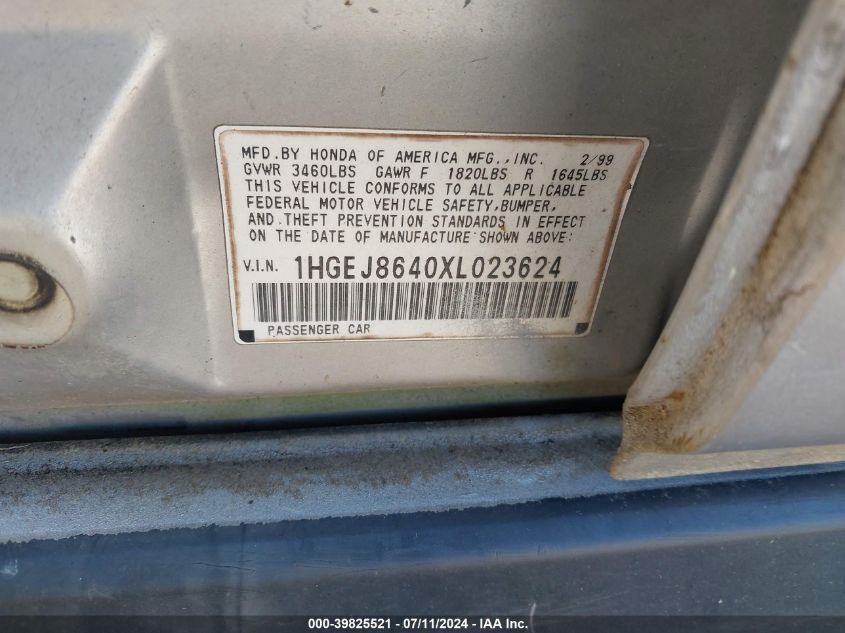 MFD.BY HONDA OF AMERICA MFG.,INC. 2/99
GVWR 3460LBS GAWR F 1820LBS R 1645LBS
THIS VEHICLE CONFORMS TO ALL APPLICABLE
FEDERAL MOTOR VEHICLE SAFETY,BUMPER,
AND THEFT PREVENTION STANDARDS IN EFFECT
ON THE DATE OF MANUFACTURE SHOWN ABOVE:
V.I.N. 1HGEJ8640XL023624
PASSENGER CAR
000-39825521 - 07/11/2024 - IAA Inc.